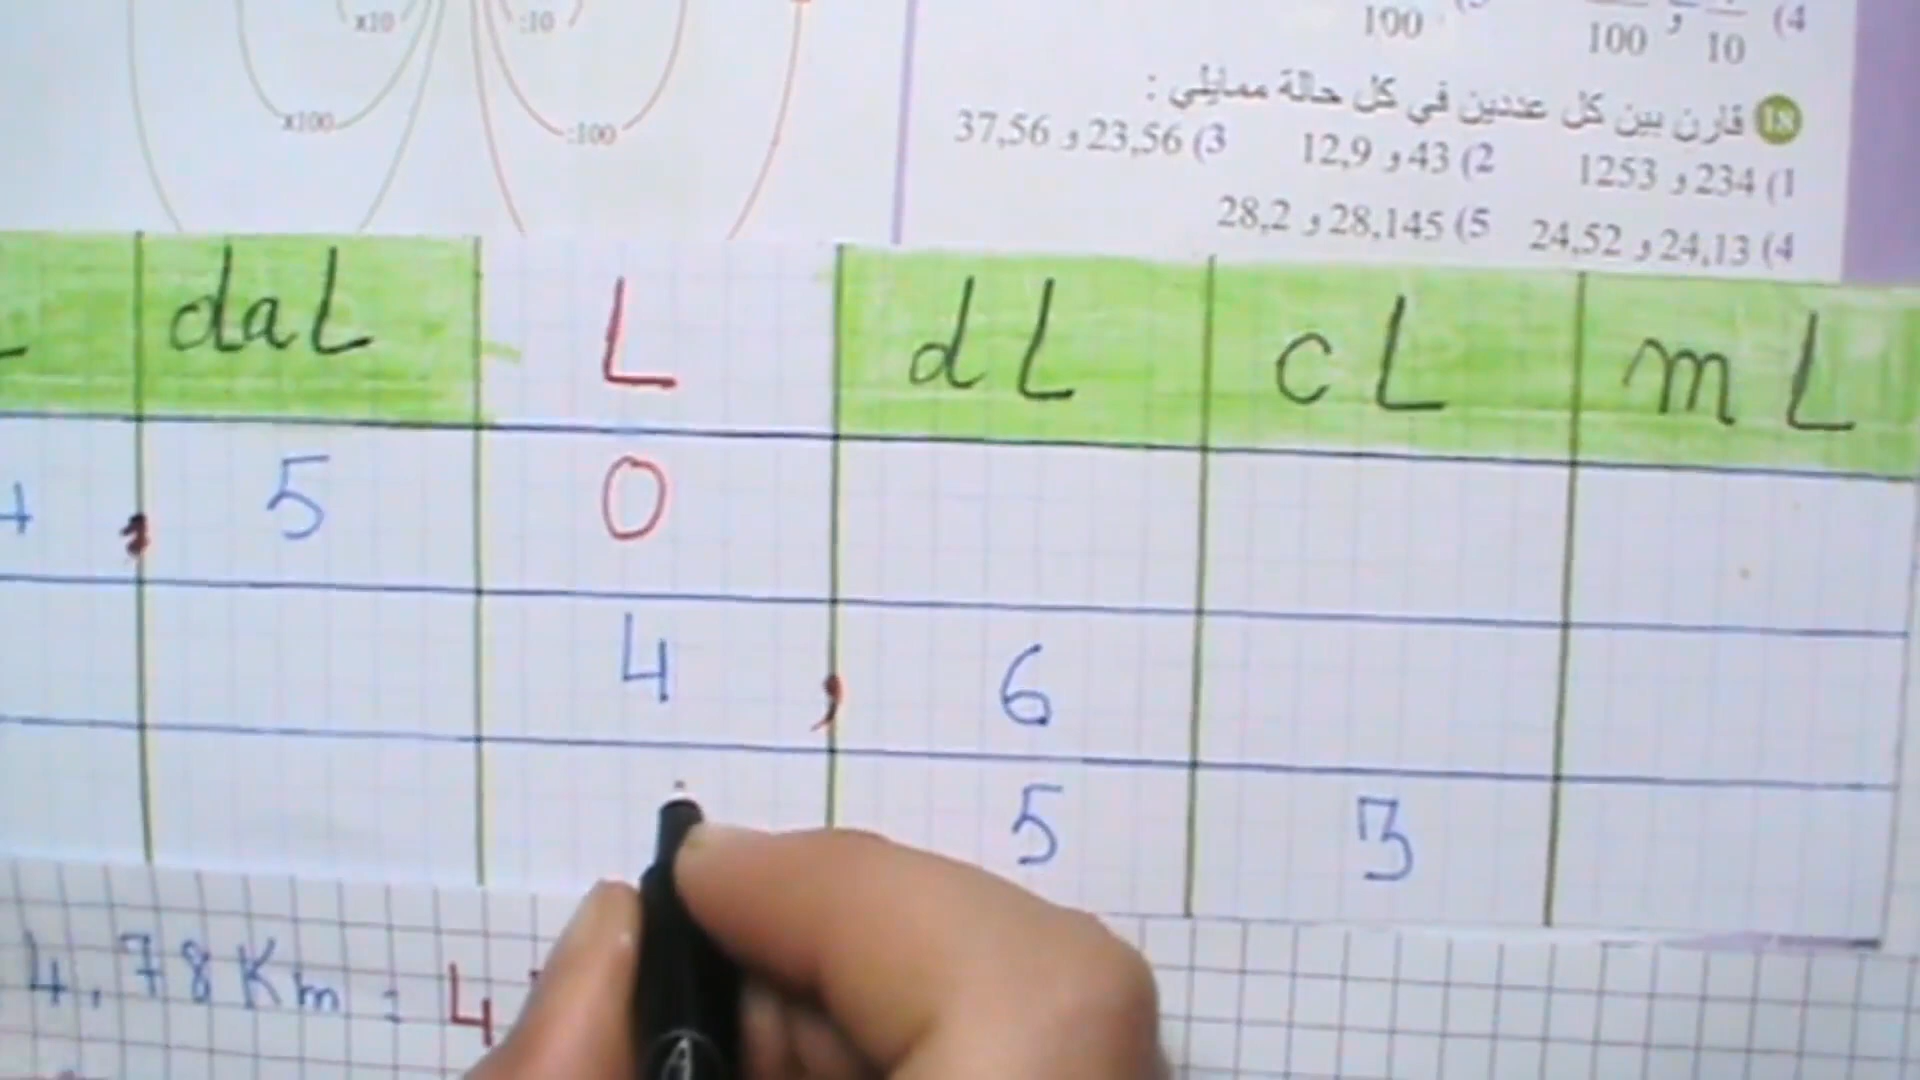 x10 :10
x100 :100
100
4) 10 و 100
18 قارن بين كل عددين في كل حالة ممايلي :
1) 234 و 1253 2) 43 و 12,9 3) 23,56 و 37,56
4) 24,13 و 24,52 5) 28,145 و 28,2
daL L dL cL mL
, 5 0
4 , 6
5 3
4,78 Km = 4